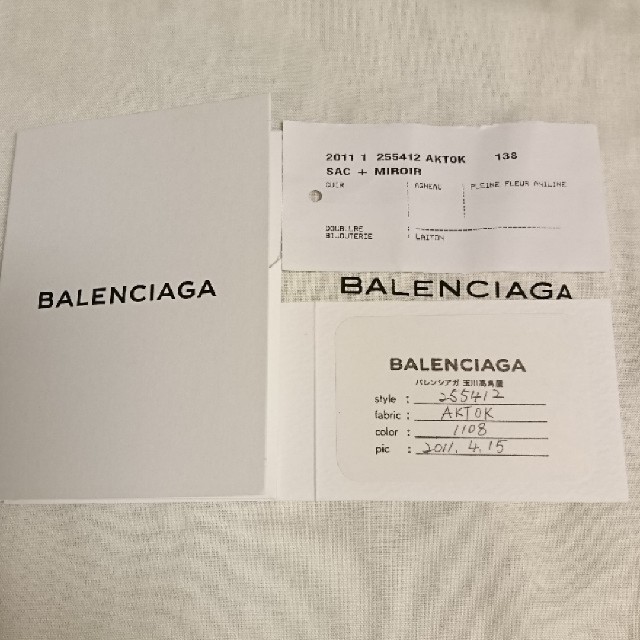 2011 1 255412 AKTOK 138
SAC + MIROIR
CUIR AGNEAU PLEINE FLEUR ANILINE
DOUBLURE
BIJOUTERIE LAITON
BALENCIAGA
BALENCIAGA
BALENCIAGA
バレンシアガ 玉川高島屋
style : 255412
fabric : AKTOK
color : 1108
pic : 2011. 4. 15